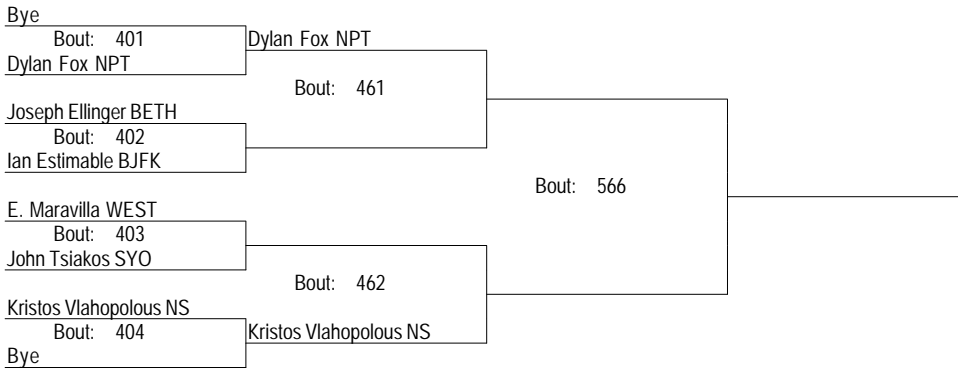 Bye
Bout: 401
Dylan Fox NPT
Dylan Fox NPT
Bout: 461
Joseph Ellinger BETH
Bout: 402
Ian Estimable BJFK
Bout: 566
E. Maravilla WEST
Bout: 403
John Tsiakos SYO
Bout: 462
Kristos Vlahopolous NS
Bout: 404
Kristos Vlahopolous NS
Bye